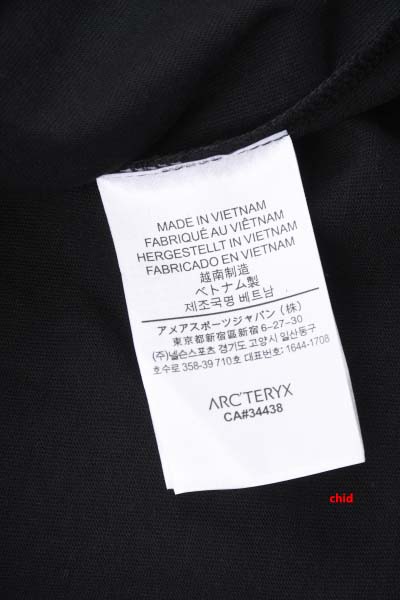 MADE IN VIETNAM
FABRIQUÉ AU VIÊTNAM
HERGESTELLT IN VIETNAM
FABRICADO EN VIETNAM
越南制造
ベトナム製
제조국명 베트남
アメアスポーツジャパン (株)
東京都新宿區新宿6-27-30
(주)넬슨스포츠 경기도 고양시 일산동구
호수로 358-39 710호 대표번호: 1644-1708
ARC'TERYX
CA#34438
chid